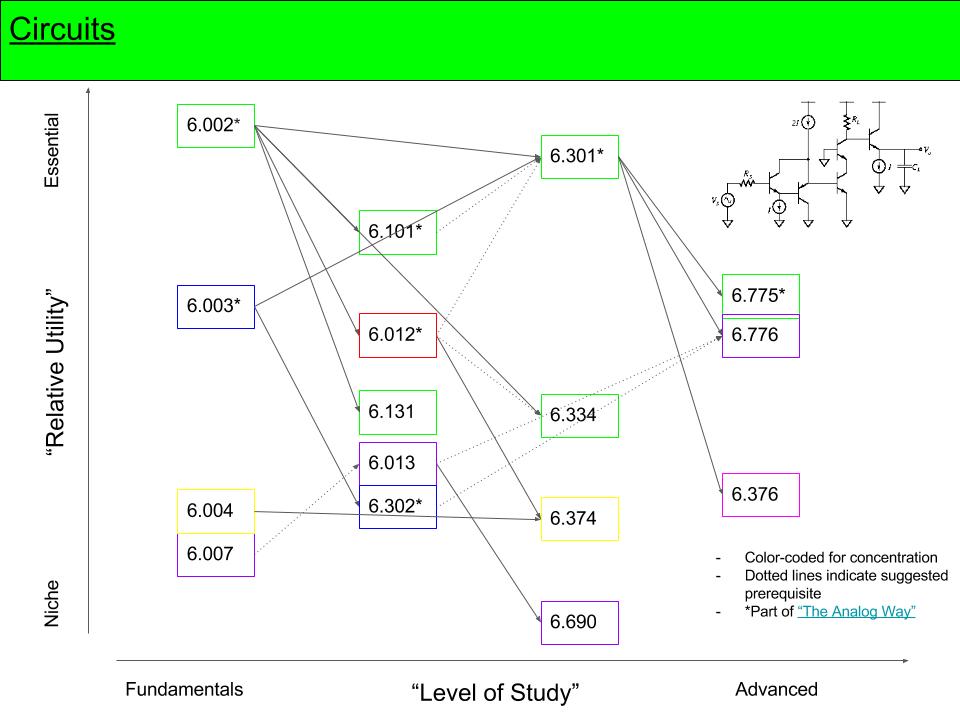 Circuits
Essential
"Relative Utility"
Niche
6.002*
6.003*
6.004
6.007
6.101*
6.012*
6.131
6.013
6.302*
6.301*
6.334
6.374
6.690
6.775*
6.776
6.376
2I
R_L
V_o
I
C_L
R_S
V_S
I
- Color-coded for concentration
- Dotted lines indicate suggested
prerequisite
- *Part of “The Analog Way”
Fundamentals
“Level of Study”
Advanced